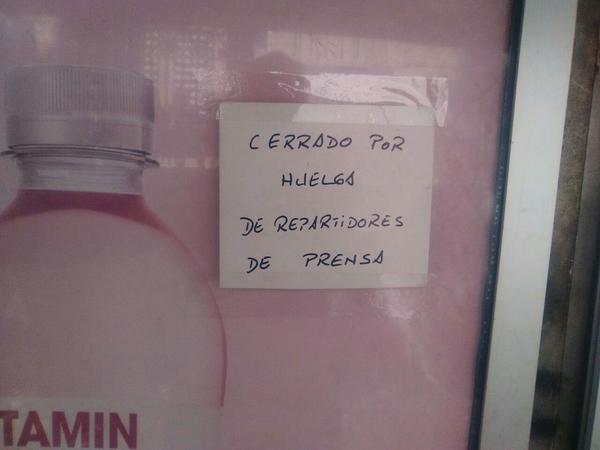 CERRADO POR
HUELGA
DE REPARTIDORES
DE PRENSA
TAMIN